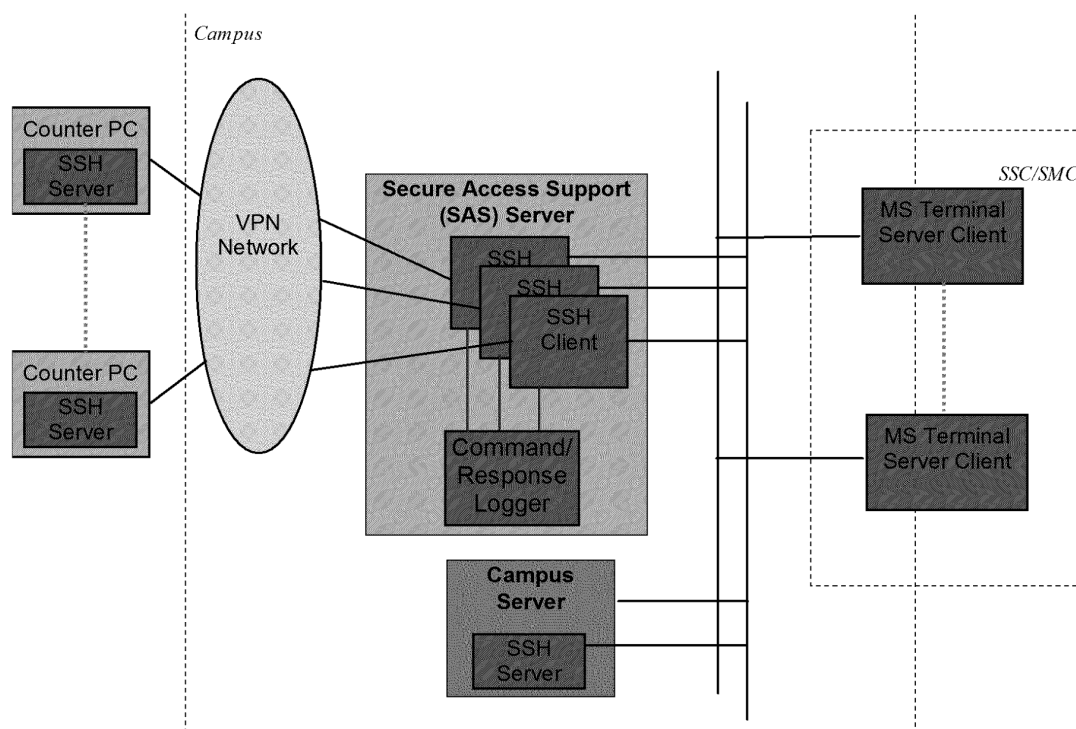 Campus
Counter PC
SSH
Server
VPN
Network
Counter PC
SSH
Server
Secure Access Support
(SAS) Server
SSH
SSH
SSH
Client
Command/
Response
Logger
Campus
Server
SSH
Server
SSC/SMC
MS Terminal
Server Client
MS Terminal
Server Client